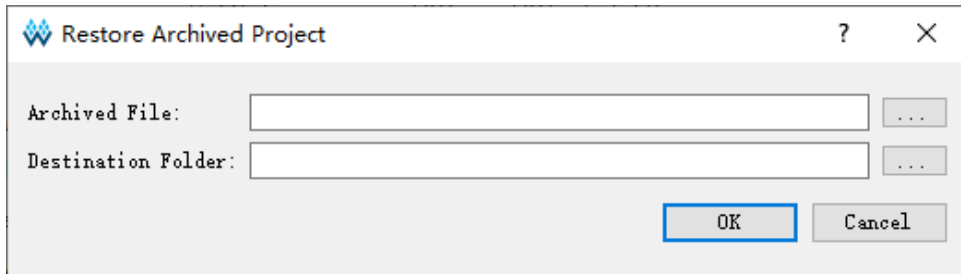 Restore Archived Project ?
Archived File: ...
Destination Folder: ...
OK Cancel